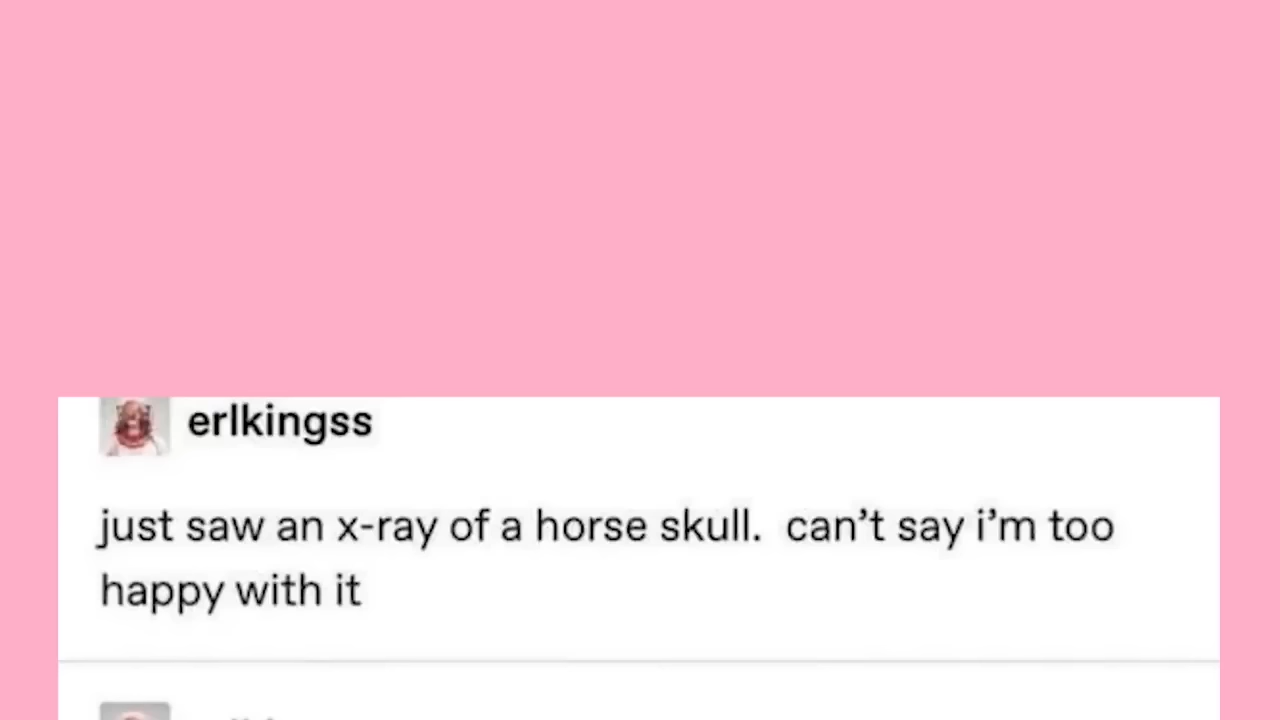 erlkingss
just saw an x-ray of a horse skull.  can’t say i’m too
happy with it